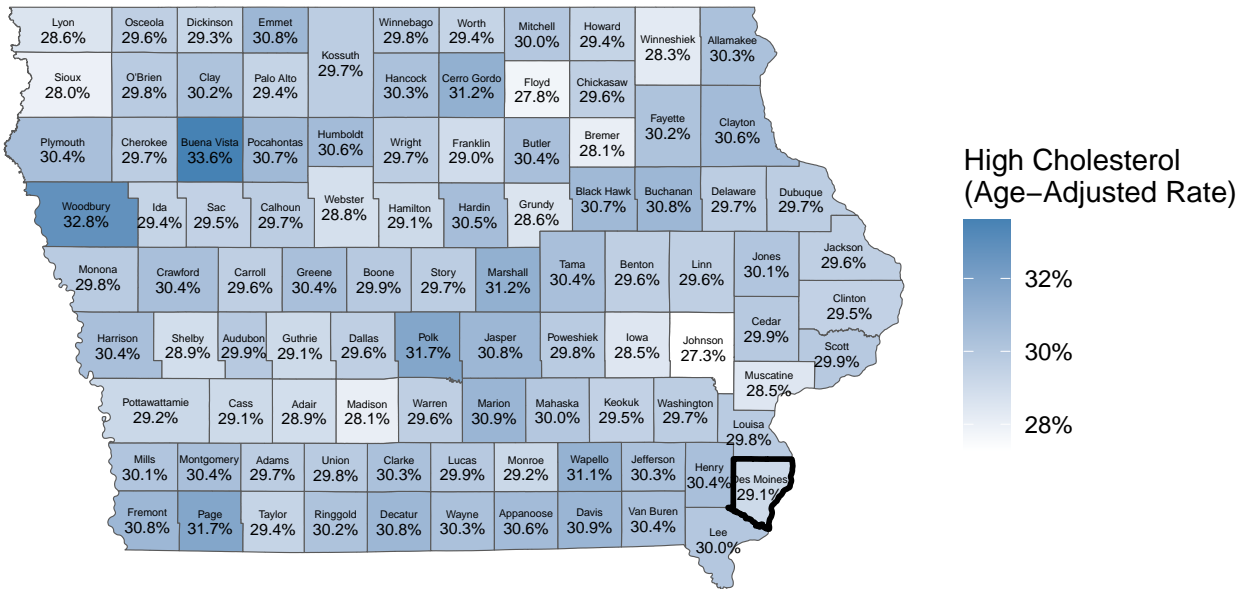 Lyon
28.6%
Osceola
29.6%
Dickinson
29.3%
Emmet
30.8%
Kossuth
29.7%
Winnebago
29.8%
Worth
29.4%
Mitchell
30.0%
Howard
29.4%
Winneshiek
28.3%
Allamakee
30.3%
Sioux
28.0%
O'Brien
29.8%
Clay
30.2%
Palo Alto
29.4%
Hancock
30.3%
Cerro Gordo
31.2%
Floyd
27.8%
Chickasaw
29.6%
Fayette
30.2%
Clayton
30.6%
Plymouth
30.4%
Cherokee
29.7%
Buena Vista
33.6%
Pocahontas
30.7%
Humboldt
30.6%
Wright
29.7%
Franklin
29.0%
Butler
30.4%
Bremer
28.1%
High Cholesterol
(Age−Adjusted Rate)
32%
30%
28%
Woodbury
32.8%
Ida
29.4%
Sac
29.5%
Calhoun
29.7%
Webster
28.8%
Hamilton
29.1%
Hardin
30.5%
Grundy
28.6%
Black Hawk
30.7%
Buchanan
30.8%
Delaware
29.7%
Dubuque
29.7%
Monona
29.8%
Crawford
30.4%
Carroll
29.6%
Greene
30.4%
Boone
29.9%
Story
29.7%
Marshall
31.2%
Tama
30.4%
Benton
29.6%
Linn
29.6%
Jones
30.1%
Jackson
29.6%
Clinton
29.5%
Harrison
30.4%
Shelby
28.9%
Audubon
29.9%
Guthrie
29.1%
Dallas
29.6%
Polk
31.7%
Jasper
30.8%
Poweshiek
29.8%
Iowa
28.5%
Johnson
27.3%
Cedar
29.9%
Scott
29.9%
Muscatine
28.5%
Pottawattamie
29.2%
Cass
29.1%
Adair
28.9%
Madison
28.1%
Warren
29.6%
Marion
30.9%
Mahaska
30.0%
Keokuk
29.5%
Washington
29.7%
Louisa
29.8%
Mills
30.1%
Montgomery
30.4%
Adams
29.7%
Union
29.8%
Clarke
30.3%
Lucas
29.9%
Monroe
29.2%
Wapello
31.1%
Jefferson
30.3%
Henry
30.4%
Des Moines
29.1%
Fremont
30.8%
Page
31.7%
Taylor
29.4%
Ringgold
30.2%
Decatur
30.8%
Wayne
30.3%
Appanoose
30.6%
Davis
30.9%
Van Buren
30.4%
Lee
30.0%